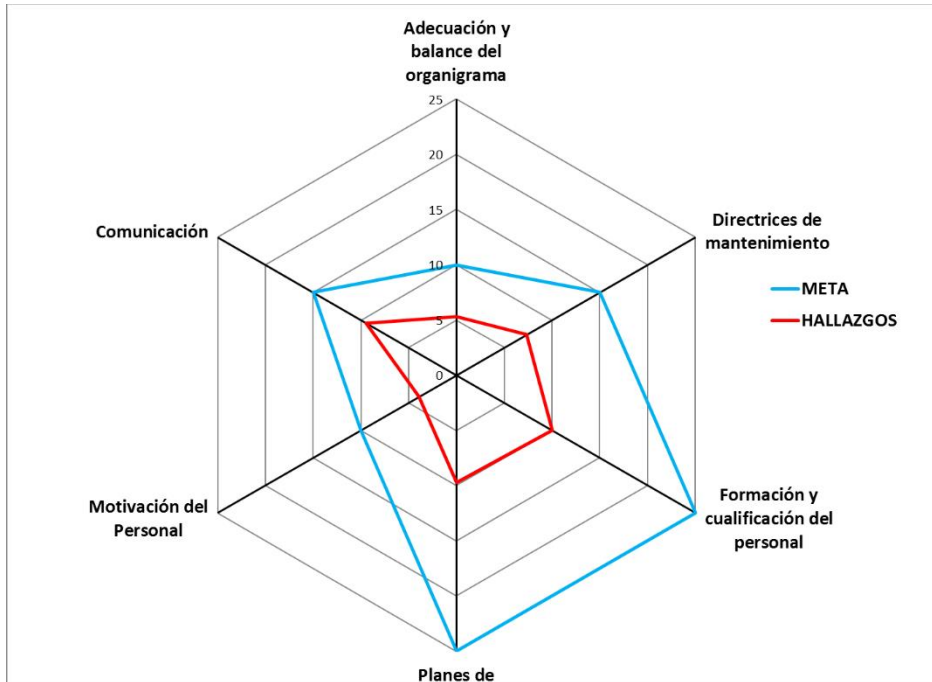 Adecuación y
balance del
organigrama
25
20
15
10
5
0
Directrices de
mantenimiento
META
HALLAZGOS
Formación y
cualificación del
personal
Planes de
Motivación del
Personal
Comunicación